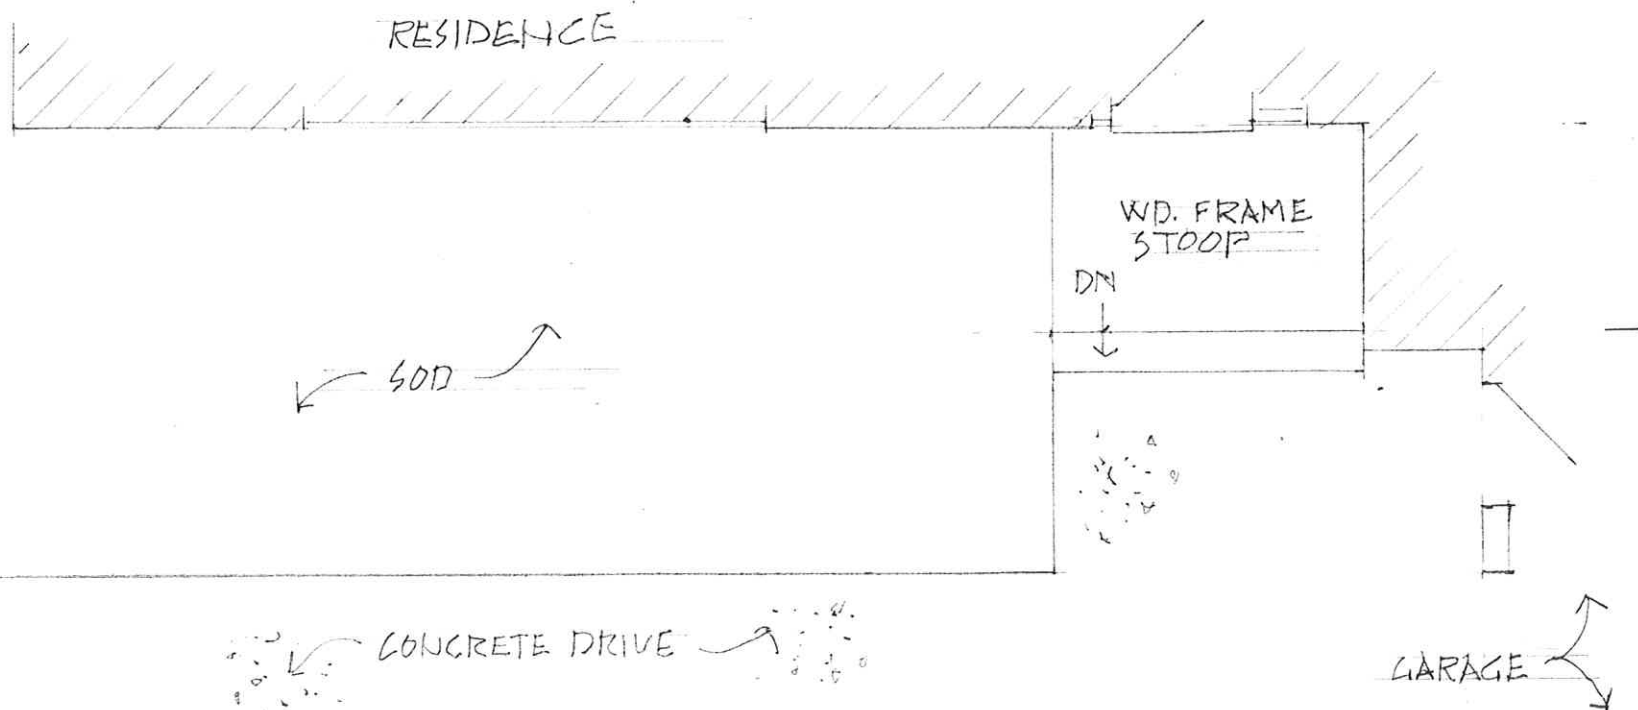 RESIDENCE
WD. FRAME
STOOP
DN
SOD
CONCRETE DRIVE
GARAGE